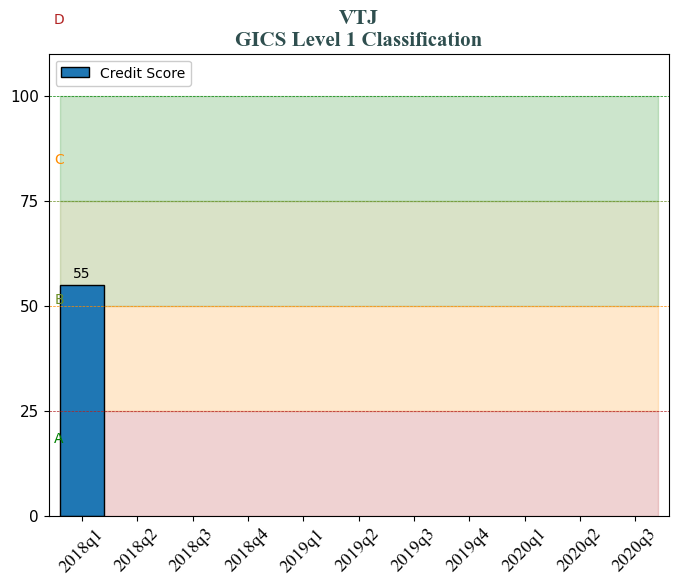 D
VTJ
GICS Level 1 Classification
Credit Score
100
C
75
55
B
50
25
A
0
2018q1
2018q2
2018q3
2018q4
2019q1
2019q2
2019q3
2019q4
2020q1
2020q2
2020q3